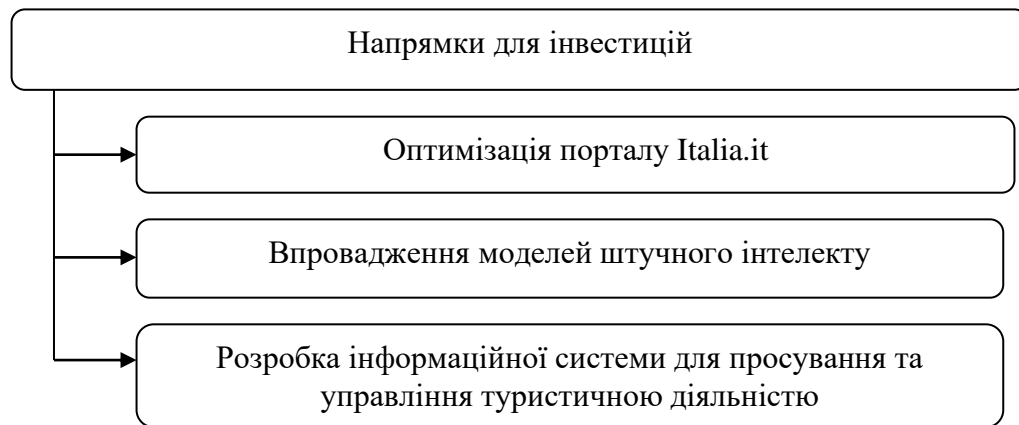 Напрямки для інвестицій
Оптимізація порталу Italia.it
Впровадження моделей штучного інтелекту
Розробка інформаційної системи для просування та
управління туристичною діяльністю